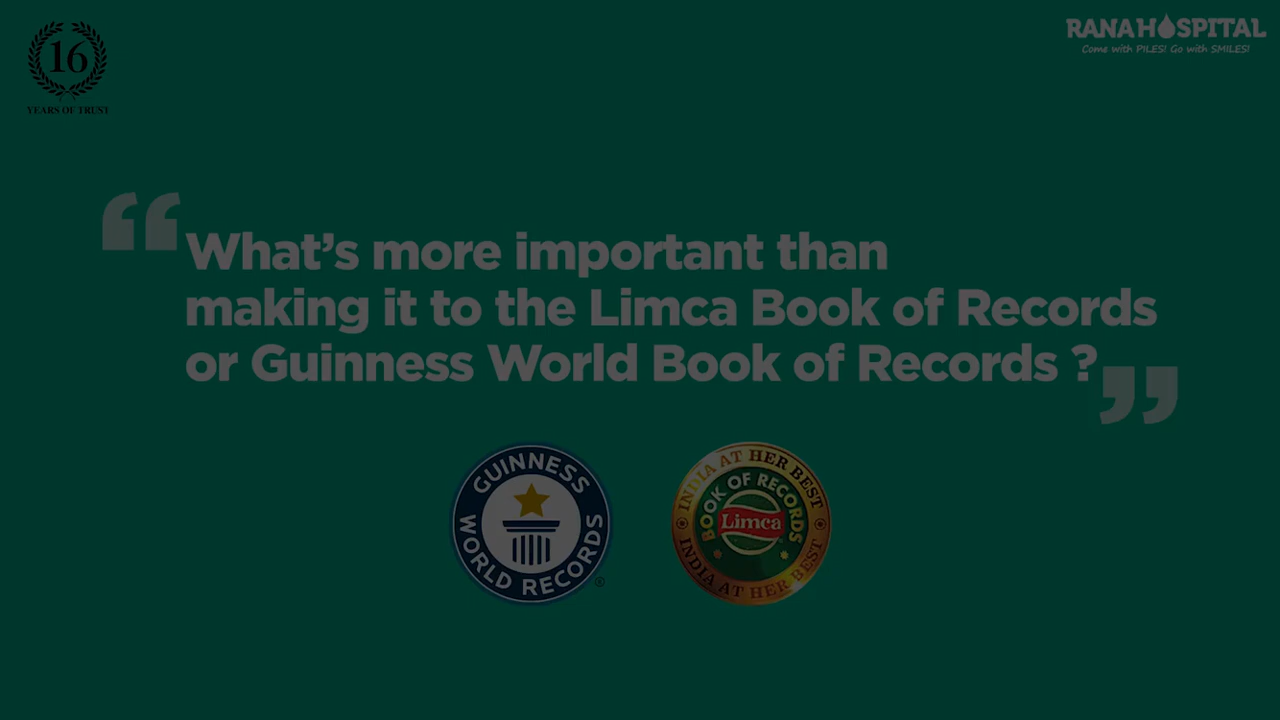 16
YEARS OF TRUST
RANA HOSPITAL
Come with PILES! Go with SMILES!
“What’s more important than
making it to the Limca Book of Records
or Guinness World Book of Records ?”
GUINNESS
WORLD RECORDS
®
INDIA AT HER BEST
BOOK OF RECORDS
Limca
INDIA AT HER BEST